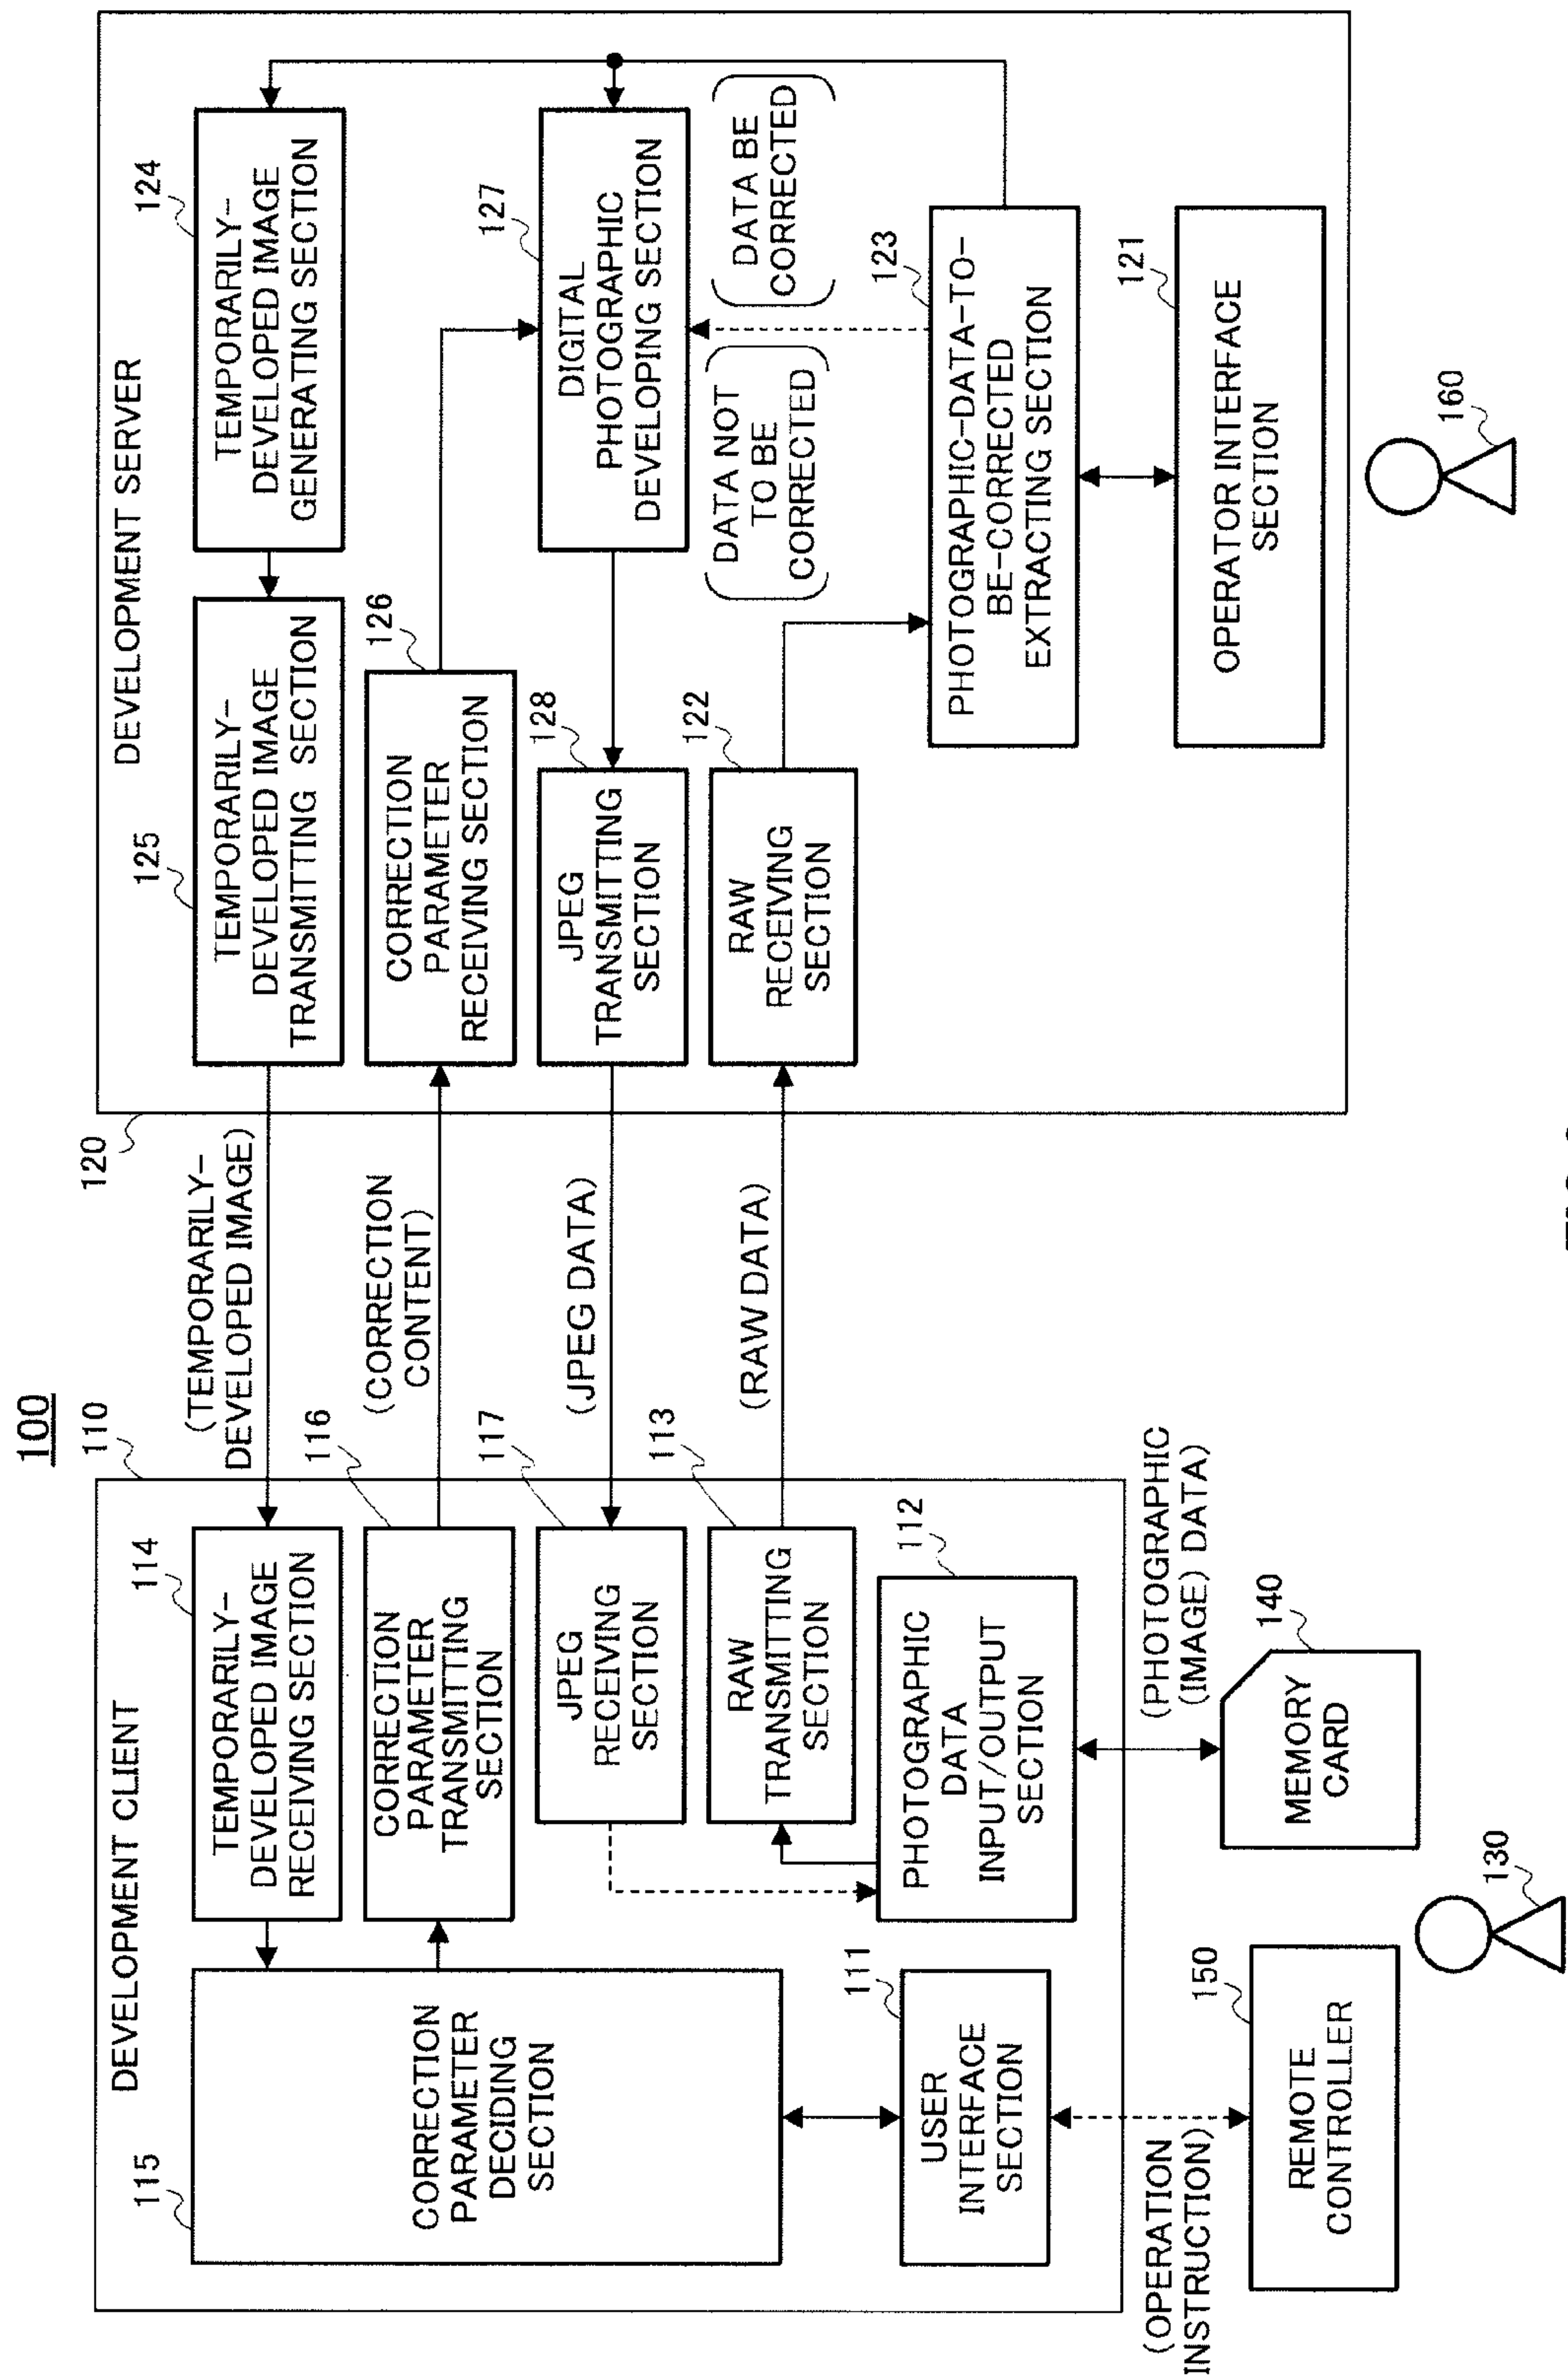 100
DEVELOPMENT CLIENT
110
115
CORRECTION
PARAMETER
DECIDING
SECTION
114
TEMPORARILY-
DEVELOPED IMAGE
RECEIVING SECTION
116
CORRECTION
PARAMETER
TRANSMITTING
SECTION
117
JPEG
RECEIVING
SECTION
113
RAW
TRANSMITTING
SECTION
112
PHOTOGRAPHIC
DATA
INPUT/OUTPUT
SECTION
111
USER
INTERFACE
SECTION
(OPERATION
INSTRUCTION)
150
REMOTE
CONTROLLER
130
(PHOTOGRAPHIC
(IMAGE) DATA)
140
MEMORY
CARD
(TEMPORARILY-
DEVELOPED IMAGE)
(CORRECTION
CONTENT)
(JPEG DATA)
(RAW DATA)
120
DEVELOPMENT SERVER
125
TEMPORARILY-
DEVELOPED IMAGE
TRANSMITTING SECTION
124
TEMPORARILY-
DEVELOPED IMAGE
GENERATING SECTION
126
CORRECTION
PARAMETER
RECEIVING SECTION
127
DIGITAL
PHOTOGRAPHIC
DEVELOPING SECTION
128
JPEG
TRANSMITTING
SECTION
122
RAW
RECEIVING
SECTION
(DATA NOT
TO BE
CORRECTED)
(DATA BE
CORRECTED)
123
PHOTOGRAPHIC-DATA-TO-
BE-CORRECTED
EXTRACTING SECTION
121
OPERATOR INTERFACE
SECTION
160